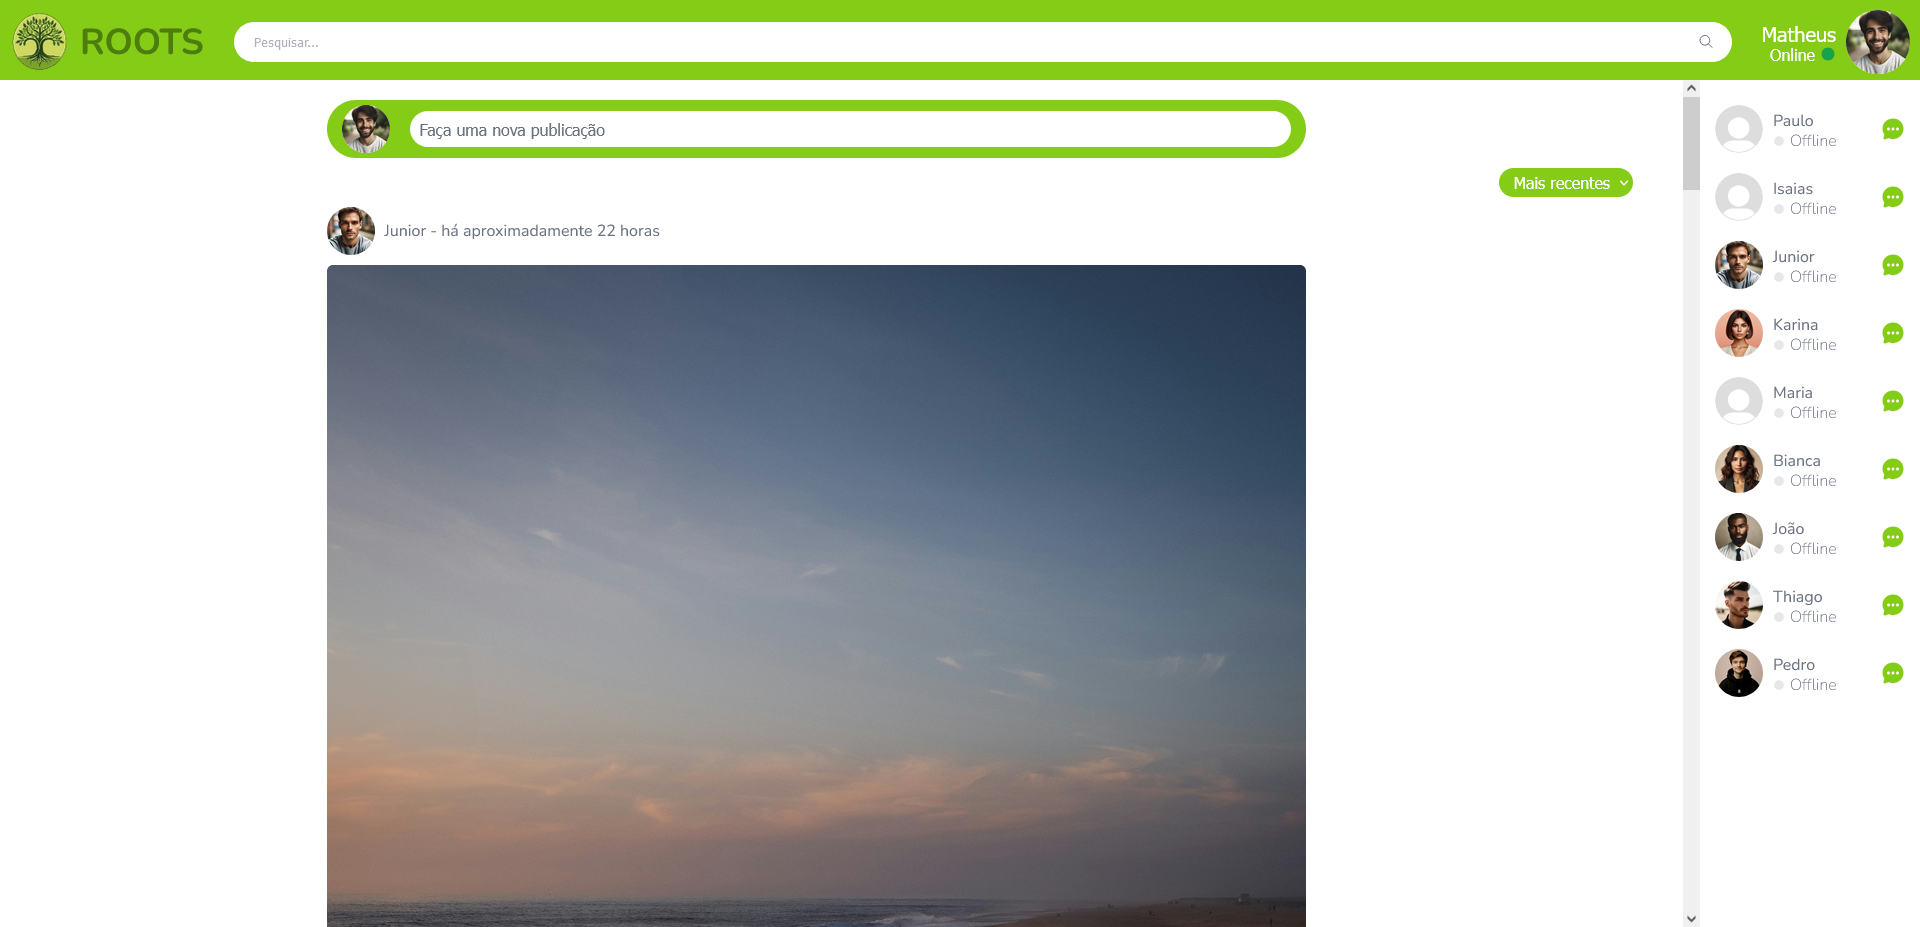 ROOTS
Pesquisar...
Matheus
Online
Faça uma nova publicação
Mais recentes
Junior - há aproximadamente 22 horas
Paulo
Offline
Isaias
Offline
Junior
Offline
Karina
Offline
Maria
Offline
Bianca
Offline
João
Offline
Thiago
Offline
Pedro
Offline